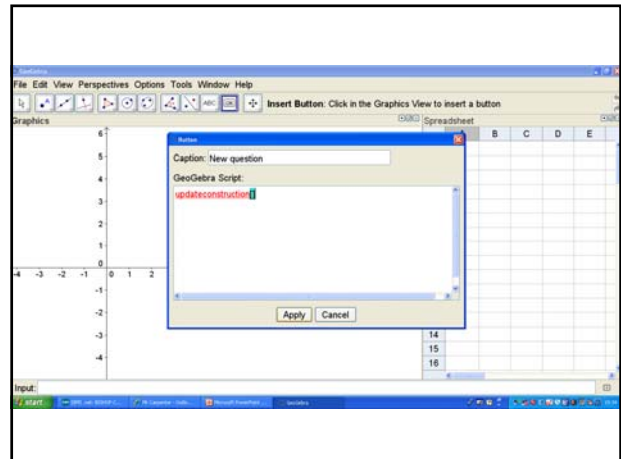 GeoGebra
File Edit View Perspectives Options Tools Window Help
ABC
Insert Button: Click in the Graphics View to insert a button
Graphics
Spreadsheet
B C D E
Button
Caption: New question
GeoGebra Script:
updateconstruction[]
Apply Cancel
6
5
4
3
2
1
0
-4 -3 -2 -1 0 1 2
-1
-2
-3
-4
14
15
16
Input:
start